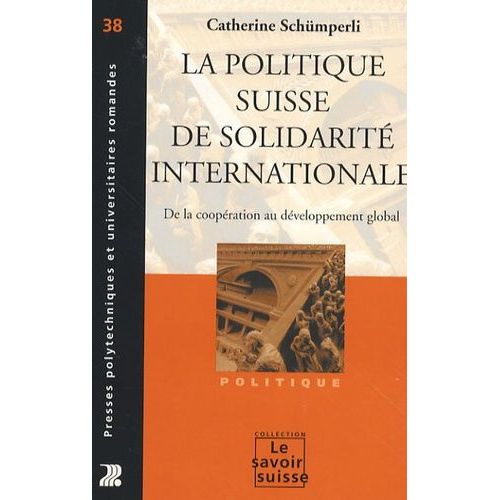 38
Presses polytechniques et universitaires romandes
Catherine Schümperli
LA POLITIQUE
SUISSE
DE SOLIDARITÉ
INTERNATIONALE
De la coopération au développement global
POLITIQUE
COLLECTION
Le
savoir
suisse